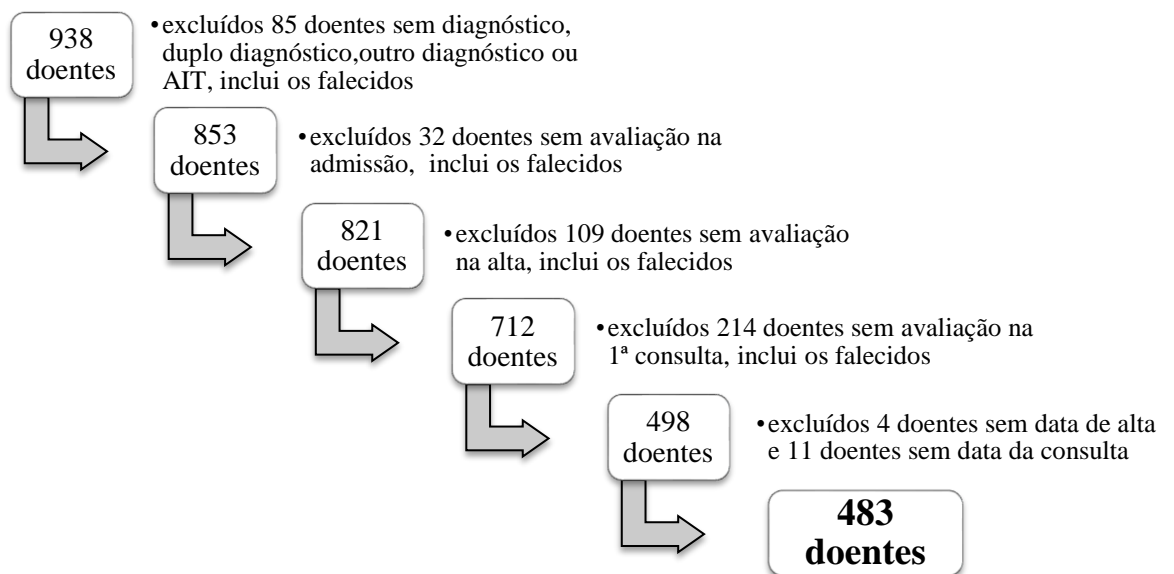 938
doentes
•excluídos 85 doentes sem diagnóstico,
duplo diagnóstico,outro diagnóstico ou
AIT, inclui os falecidos
853
doentes
•excluídos 32 doentes sem avaliação na
admissão, inclui os falecidos
821
doentes
•excluídos 109 doentes sem avaliação
na alta, inclui os falecidos
712
doentes
•excluídos 214 doentes sem avaliação na
1ª consulta, inclui os falecidos
498
doentes
•excluídos 4 doentes sem data de alta
e 11 doentes sem data da consulta
483
doentes